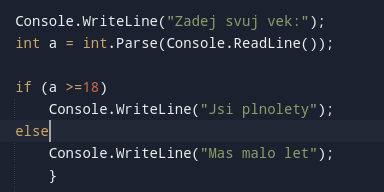 Console.WriteLine("Zadej svuj vek:");
int a = int.Parse(Console.ReadLine());
if (a >=18)
Console.WriteLine("Jsi plnolety");
else
Console.WriteLine("Mas malo let");
}